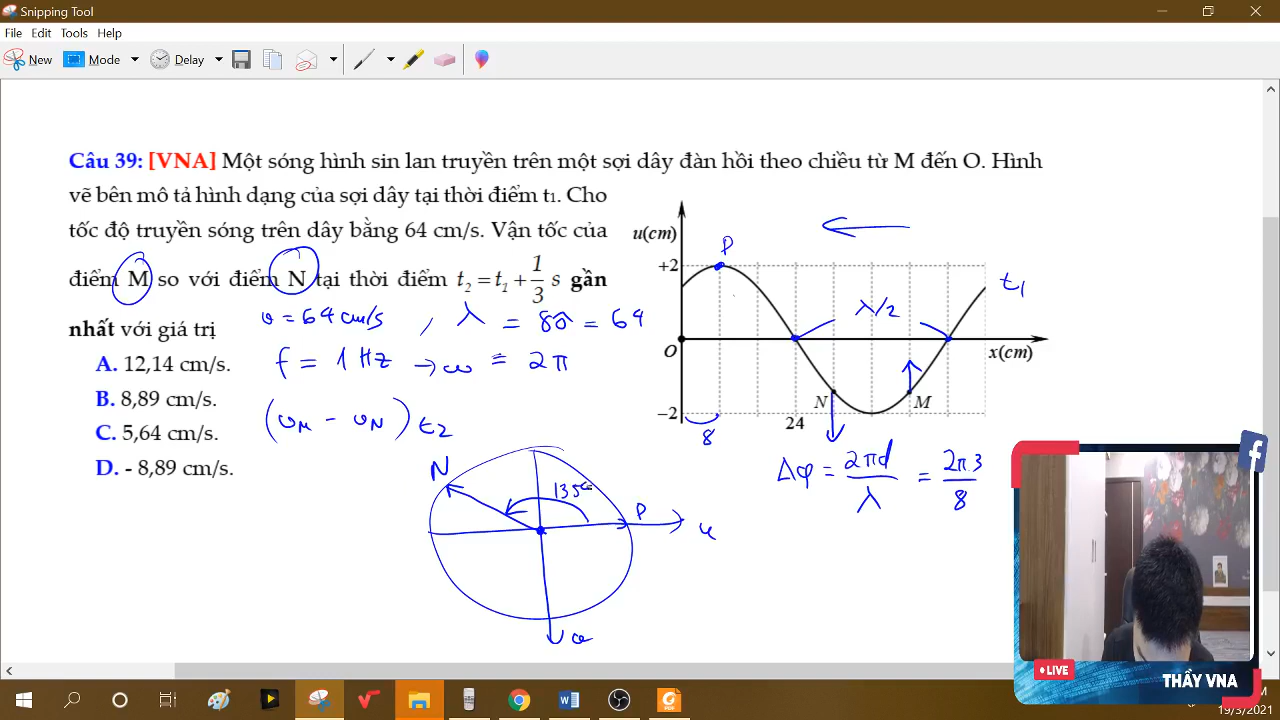 Snipping Tool
File Edit Tools Help
New Mode Delay
Câu 39: [VNA] Một sóng hình sin lan truyền trên một sợi dây đàn hồi theo chiều từ M đến O. Hình
vẽ bên mô tả hình dạng của sợi dây tại thời điểm t₁. Cho
tốc độ truyền sóng trên dây bằng 64 cm/s. Vận tốc của
điểm M so với điểm N tại thời điểm t₂ = t₁ + 1/3 s gần
nhất với giá trị
A. 12,14 cm/s.
B. 8,89 cm/s.
C. 5,64 cm/s.
D. - 8,89 cm/s.
u(cm)
+2
O
-2
24
N
M
x(cm)
P
t₁
λ/2
8
v = 64 cm/s , λ = 8ô = 64
f = 1 Hz → ω = 2π
(v_M - v_N) t₂
Δφ = 2πd/λ = 2π.3/8
N
135°
P
u
v
LIVE
THẦY VNA
19/3/2021